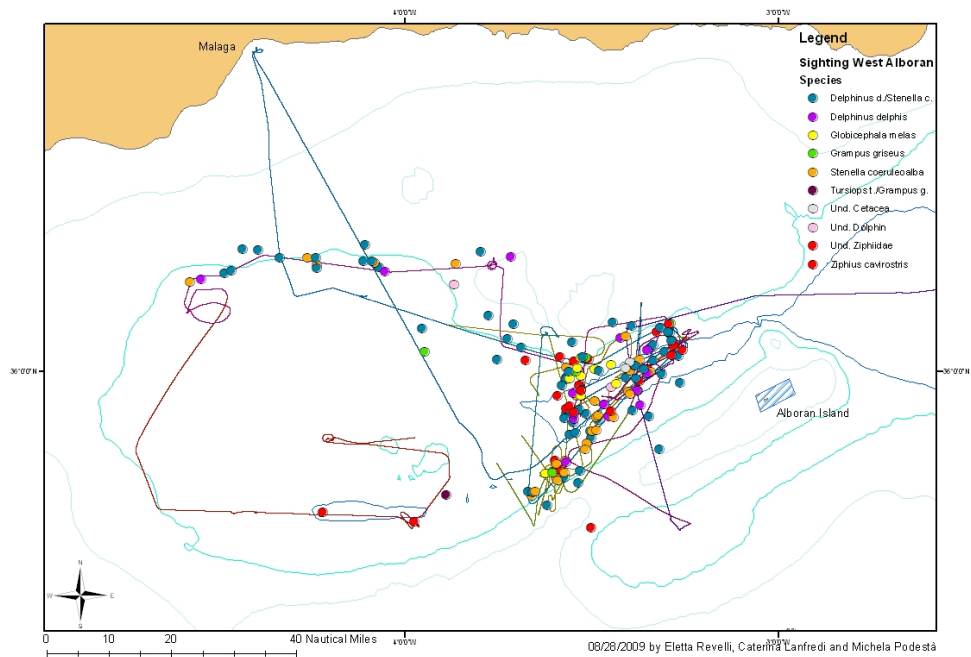 4°0'0"W
3°0'0"W
Malaga
Legend
Sighting West Alboran
Species
Delphinus d./Stenella c.
Delphinus delphis
Globicephala melas
Grampus griseus
Stenella coeruleoalba
Tursiops t./Grampus g.
Und. Cetacea
Und. Dolphin
Und. Ziphiidae
Ziphius cavirostris
36°0'0"N
36°0'0"N
Alboran Island
N
W
E
S
0 10 20 40 Nautical Miles
4°0'0"W
3°0'0"W
08/28/2009 by Eletta Revelli, Caterina Lanfredi and Michela Podestà